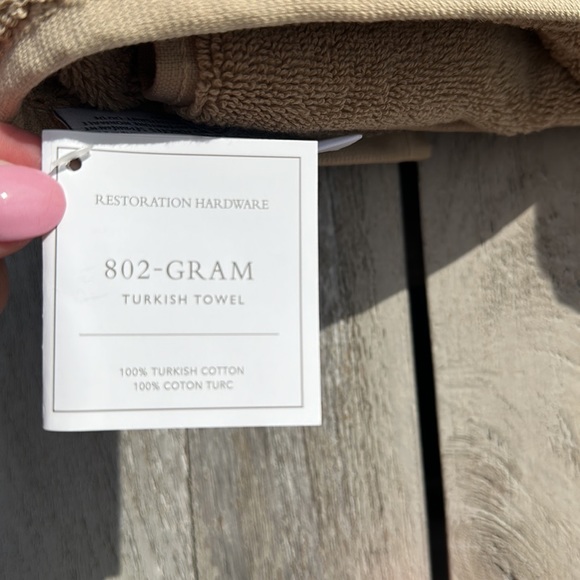 RESTORATION HARDWARE
802-GRAM
TURKISH TOWEL
100% TURKISH COTTON
100% COTON TURC